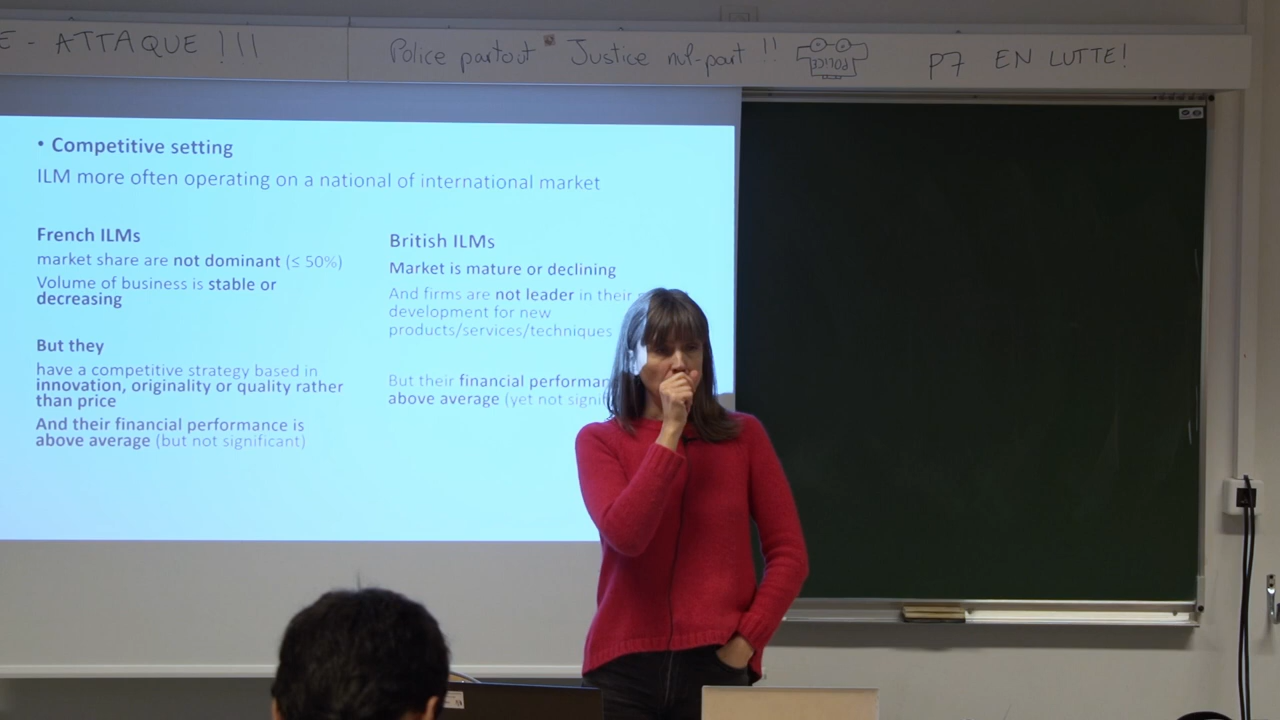 E - ATTAQUE !!!
Police partout Justice nul-part !! POLICE P7 EN LUTTE!
• Competitive setting
ILM more often operating on a national of international market
French ILMs
market share are not dominant (≤ 50%)
Volume of business is stable or
decreasing
But they
have a competitive strategy based in
innovation, originality or quality rather
than price
And their financial performance is
above average (but not significant)
British ILMs
Market is mature or declining
And firms are not leader in their
development for new
products/services/techniques
But their financial
above average (yet not